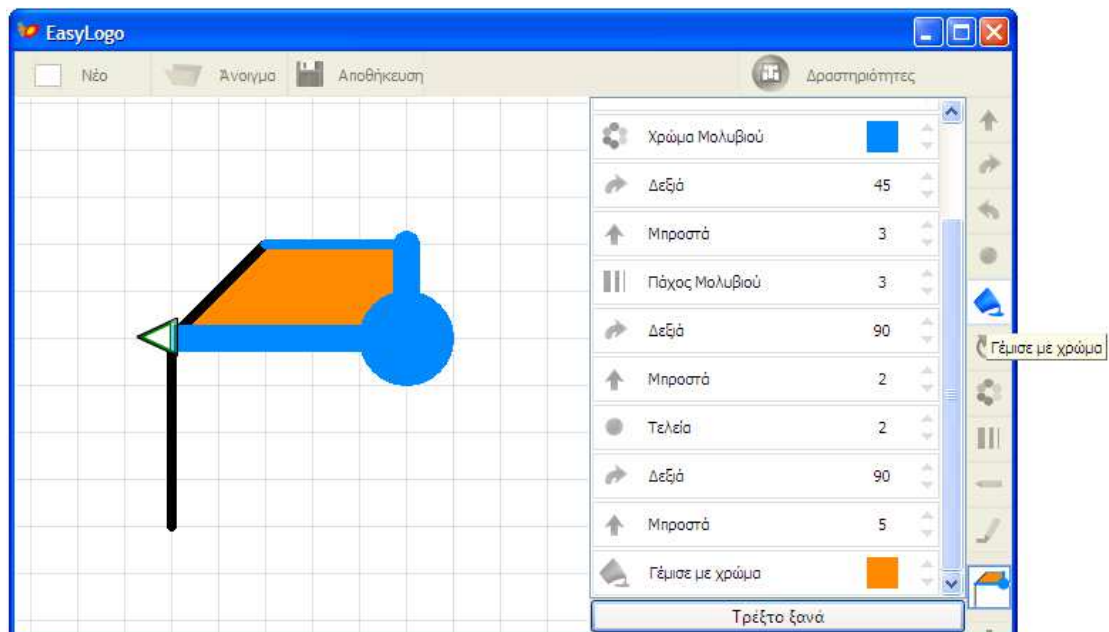 EasyLogo
Νέο Άνοιγμα Αποθήκευση Δραστηριότητες
Χρώμα Μολυβιού
Δεξιά 45
Μπροστά 3
Πάχος Μολυβιού 3
Δεξιά 90
Γέμισε με χρώμα
Μπροστά 2
Τελεία 2
Δεξιά 90
Μπροστά 5
Γέμισε με χρώμα
Τρέξτο ξανά